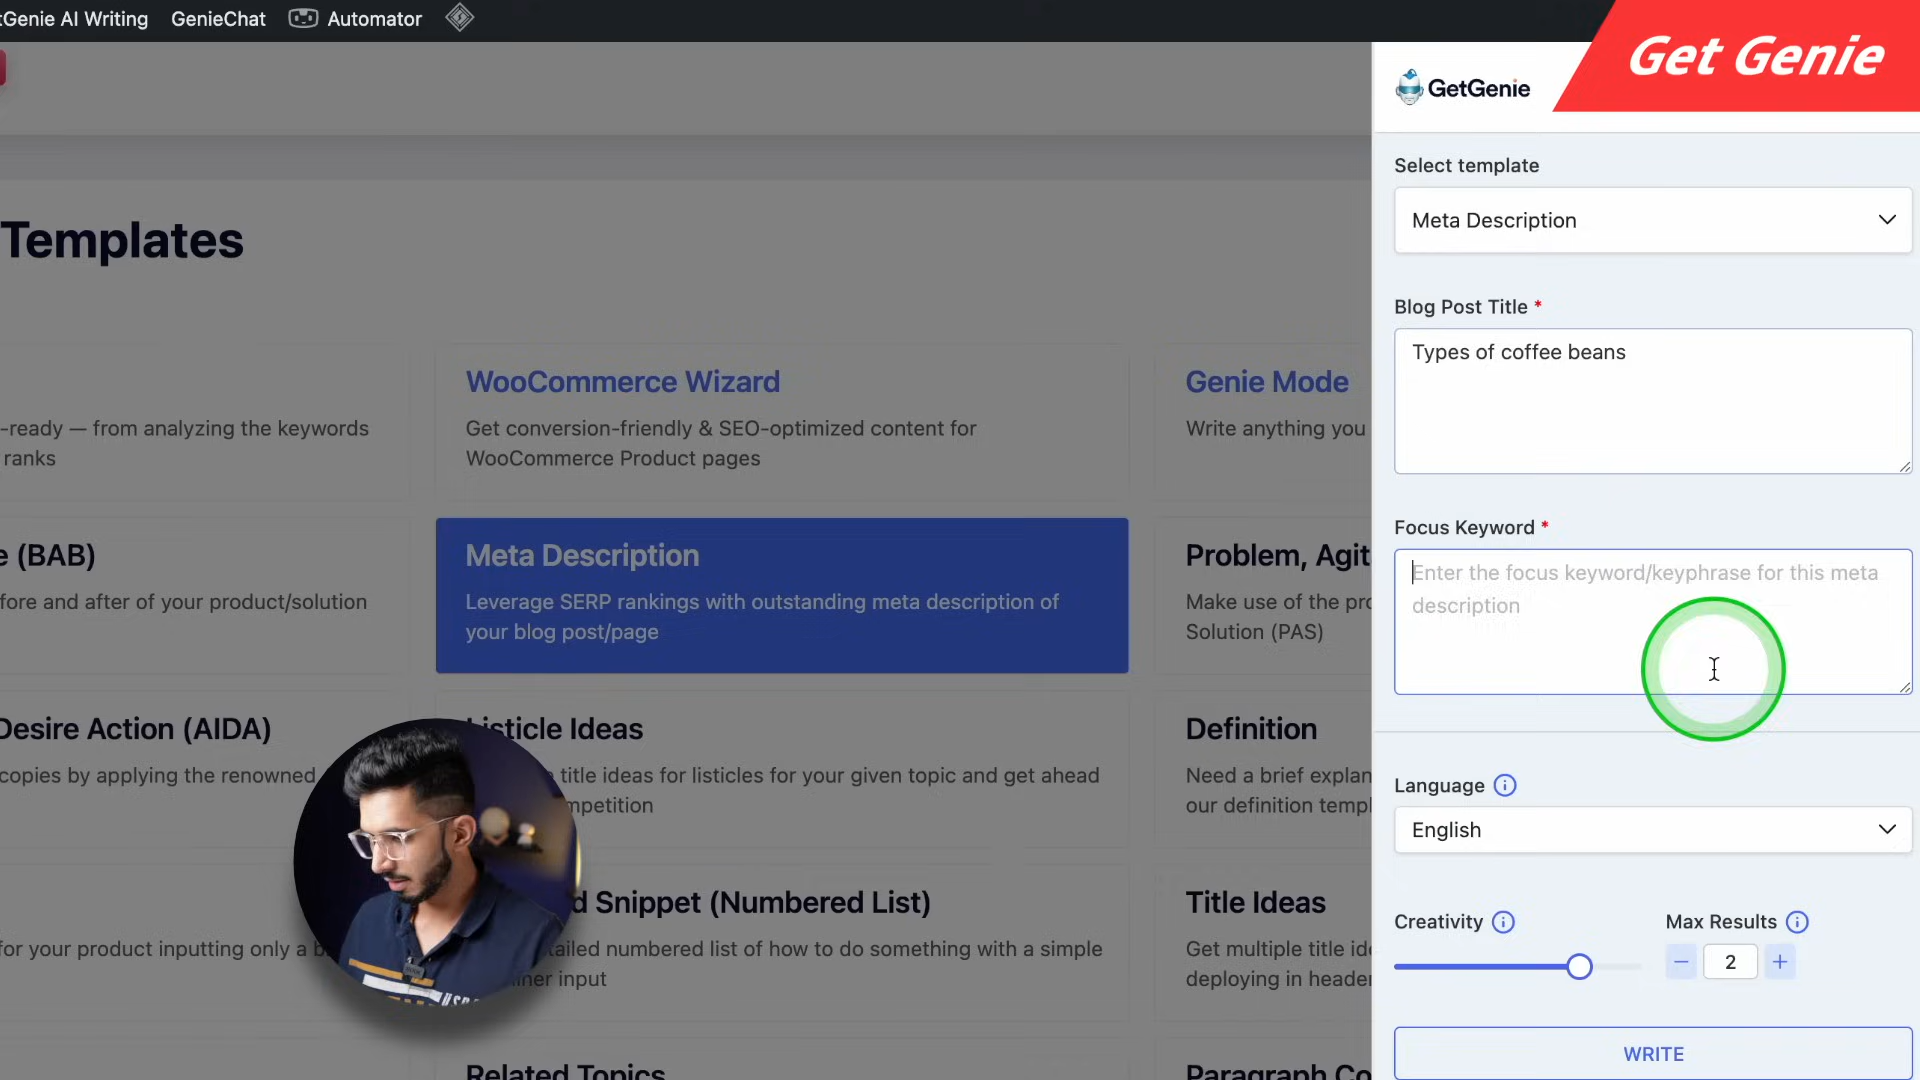 Genie AI Writing
GenieChat
Automator
Get Genie
GetGenie
Templates
-ready — from analyzing the keywords
ranks
WooCommerce Wizard
Get conversion-friendly & SEO-optimized content for
WooCommerce Product pages
Genie Mode
Write anything you
e (BAB)
fore and after of your product/solution
Meta Description
Leverage SERP rankings with outstanding meta description of
your blog post/page
Problem, Agit
Make use of the pro
Solution (PAS)
Desire Action (AIDA)
copies by applying the renowned
Listicle Ideas
title ideas for listicles for your given topic and get ahead
mpetition
Definition
Need a brief explan
our definition templ
for your product inputting only a b
d Snippet (Numbered List)
tailed numbered list of how to do something with a simple
iner input
Title Ideas
Get multiple title ide
deploying in header
Related Topics
Paragraph Co
Select template
Meta Description
Blog Post Title *
Types of coffee beans
Focus Keyword *
Enter the focus keyword/keyphrase for this meta
description
Language
English
Creativity
Max Results
2
WRITE